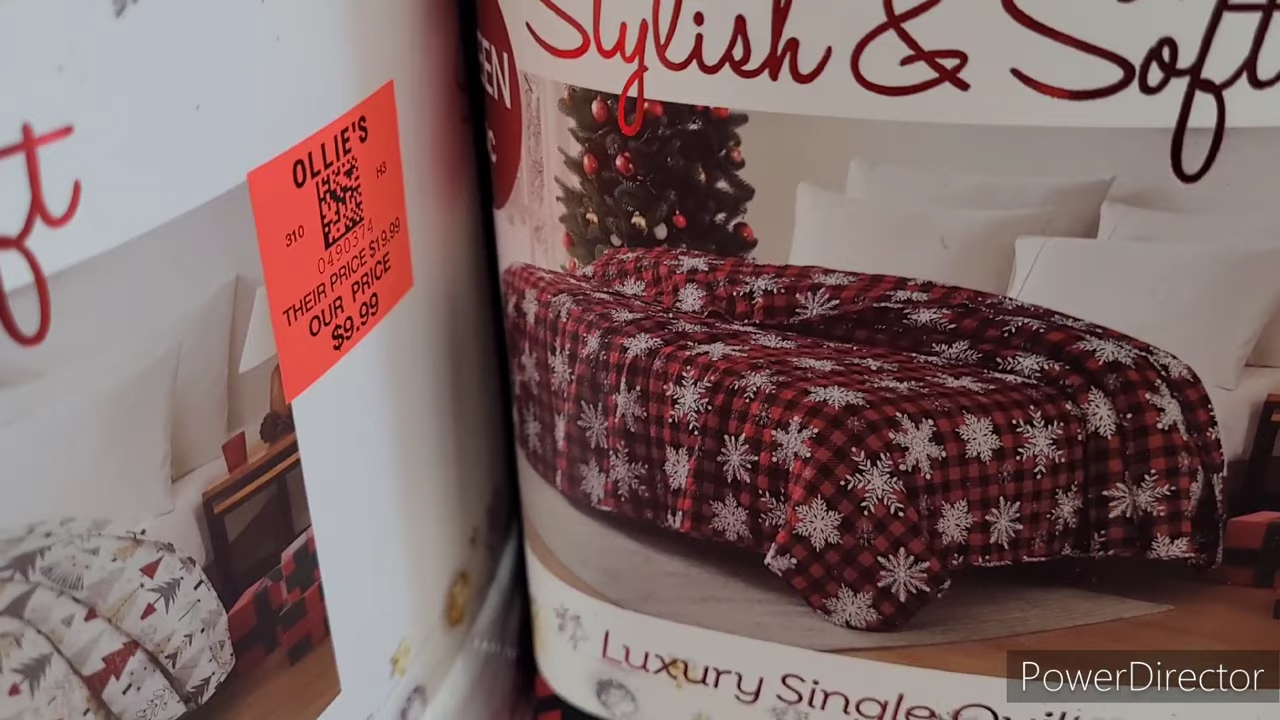 Stylish & Soft
OLLIE'S
H3
310
0490374
THEIR PRICE $19.99
OUR PRICE
$9.99
Luxury Single
PowerDirector